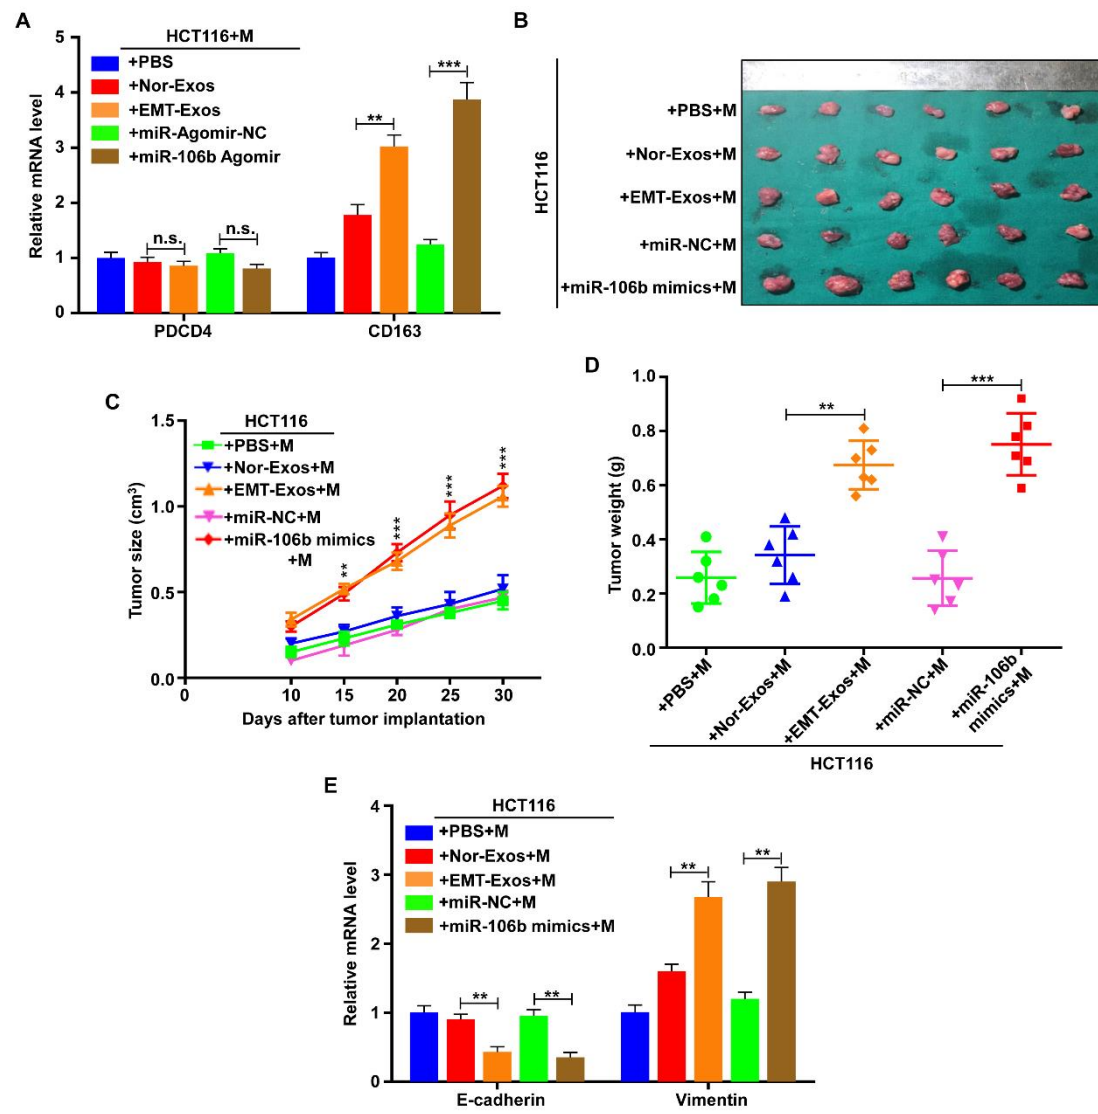 A
HCT116+M
+PBS
+Nor-Exos
+EMT-Exos
+miR-Agomir-NC
+miR-106b Agomir
Relative mRNA level
5
4
3
2
1
0
n.s.
n.s.
**
***
PDCD4
CD163
B
HCT116
+PBS+M
+Nor-Exos+M
+EMT-Exos+M
+miR-NC+M
+miR-106b mimics+M
C
HCT116
+PBS+M
+Nor-Exos+M
+EMT-Exos+M
+miR-NC+M
+miR-106b mimics
+M
Tumor size (cm³)
1.5
1.0
0.5
0.0
**
***
***
***
0
10
15
20
25
30
Days after tumor implantation
D
Tumor weight (g)
1.0
0.8
0.6
0.4
0.2
0.0
**
***
+PBS+M
+Nor-Exos+M
+EMT-Exos+M
+miR-NC+M
+miR-106b
mimics+M
HCT116
E
HCT116
+PBS+M
+Nor-Exos+M
+EMT-Exos+M
+miR-NC+M
+miR-106b mimics+M
Relative mRNA level
4
3
2
1
0
**
**
**
**
E-cadherin
Vimentin